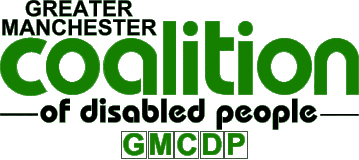 GREATER
MANCHESTER
coalition
of disabled people
GMCDP